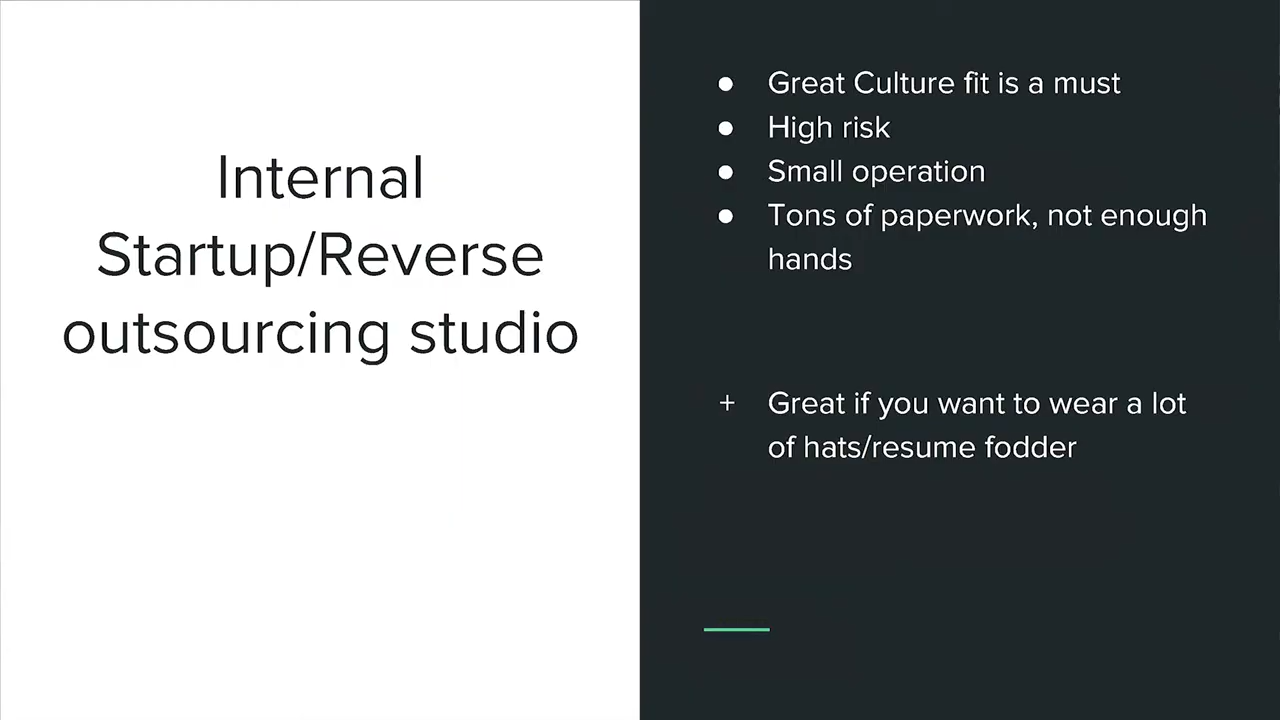 Internal
Startup/Reverse
outsourcing studio
● Great Culture fit is a must
● High risk
● Small operation
● Tons of paperwork, not enough
hands
+ Great if you want to wear a lot
of hats/resume fodder